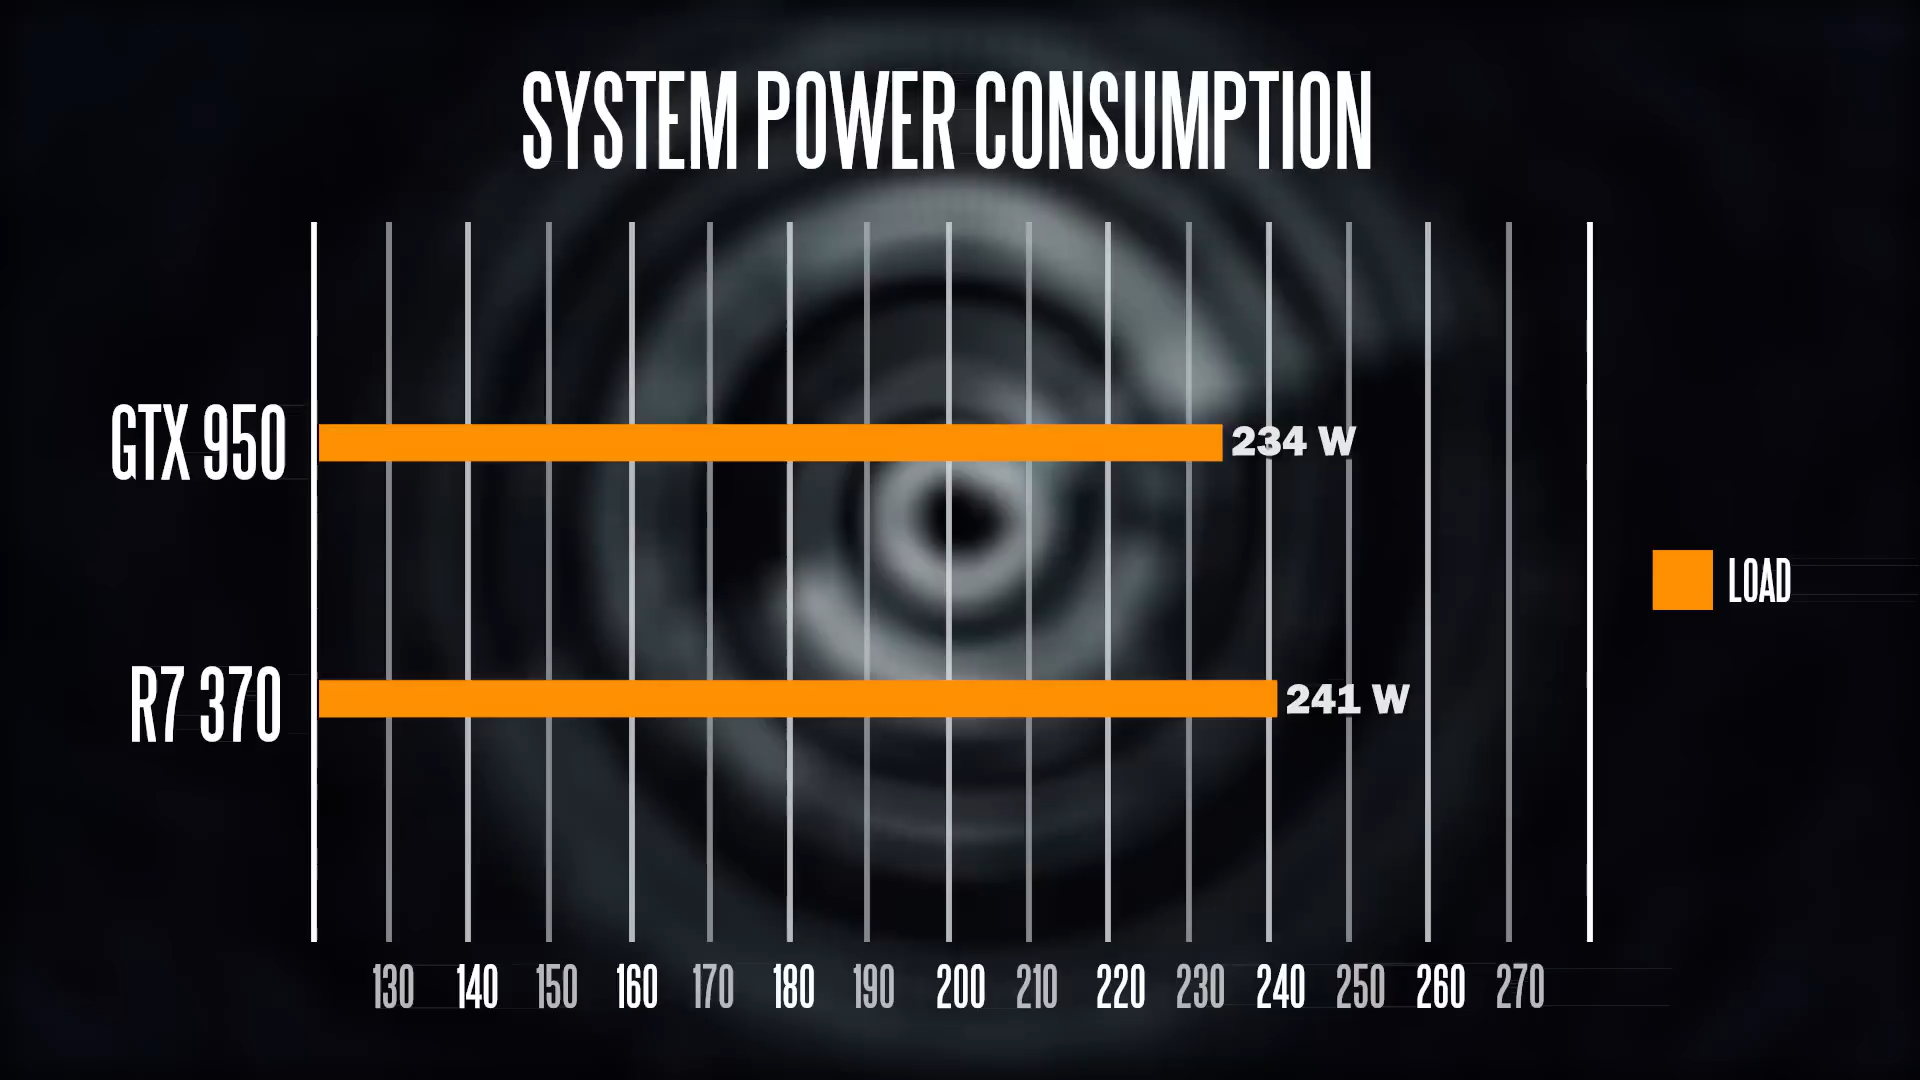 SYSTEM POWER CONSUMPTION
GTX 950
234 W
LOAD
R7 370
241 W
130 140 150 160 170 180 190 200 210 220 230 240 250 260 270